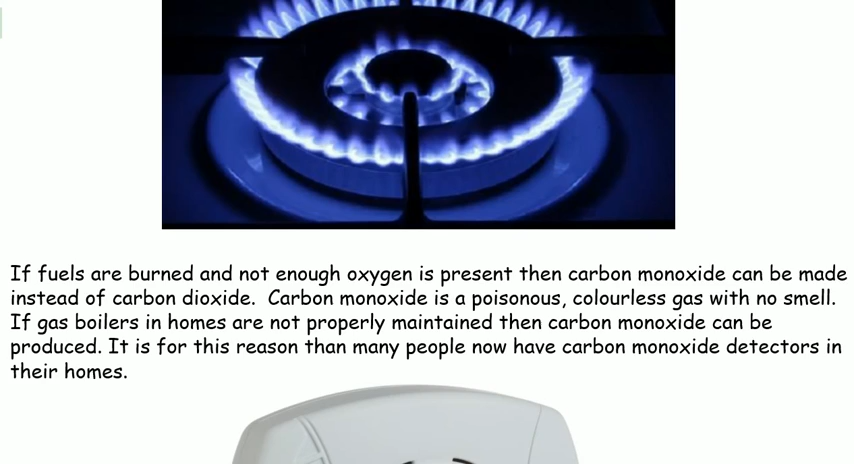 If fuels are burned and not enough oxygen is present then carbon monoxide can be made
instead of carbon dioxide.  Carbon monoxide is a poisonous, colourless gas with no smell.
If gas boilers in homes are not properly maintained then carbon monoxide can be
produced. It is for this reason than many people now have carbon monoxide detectors in
their homes.